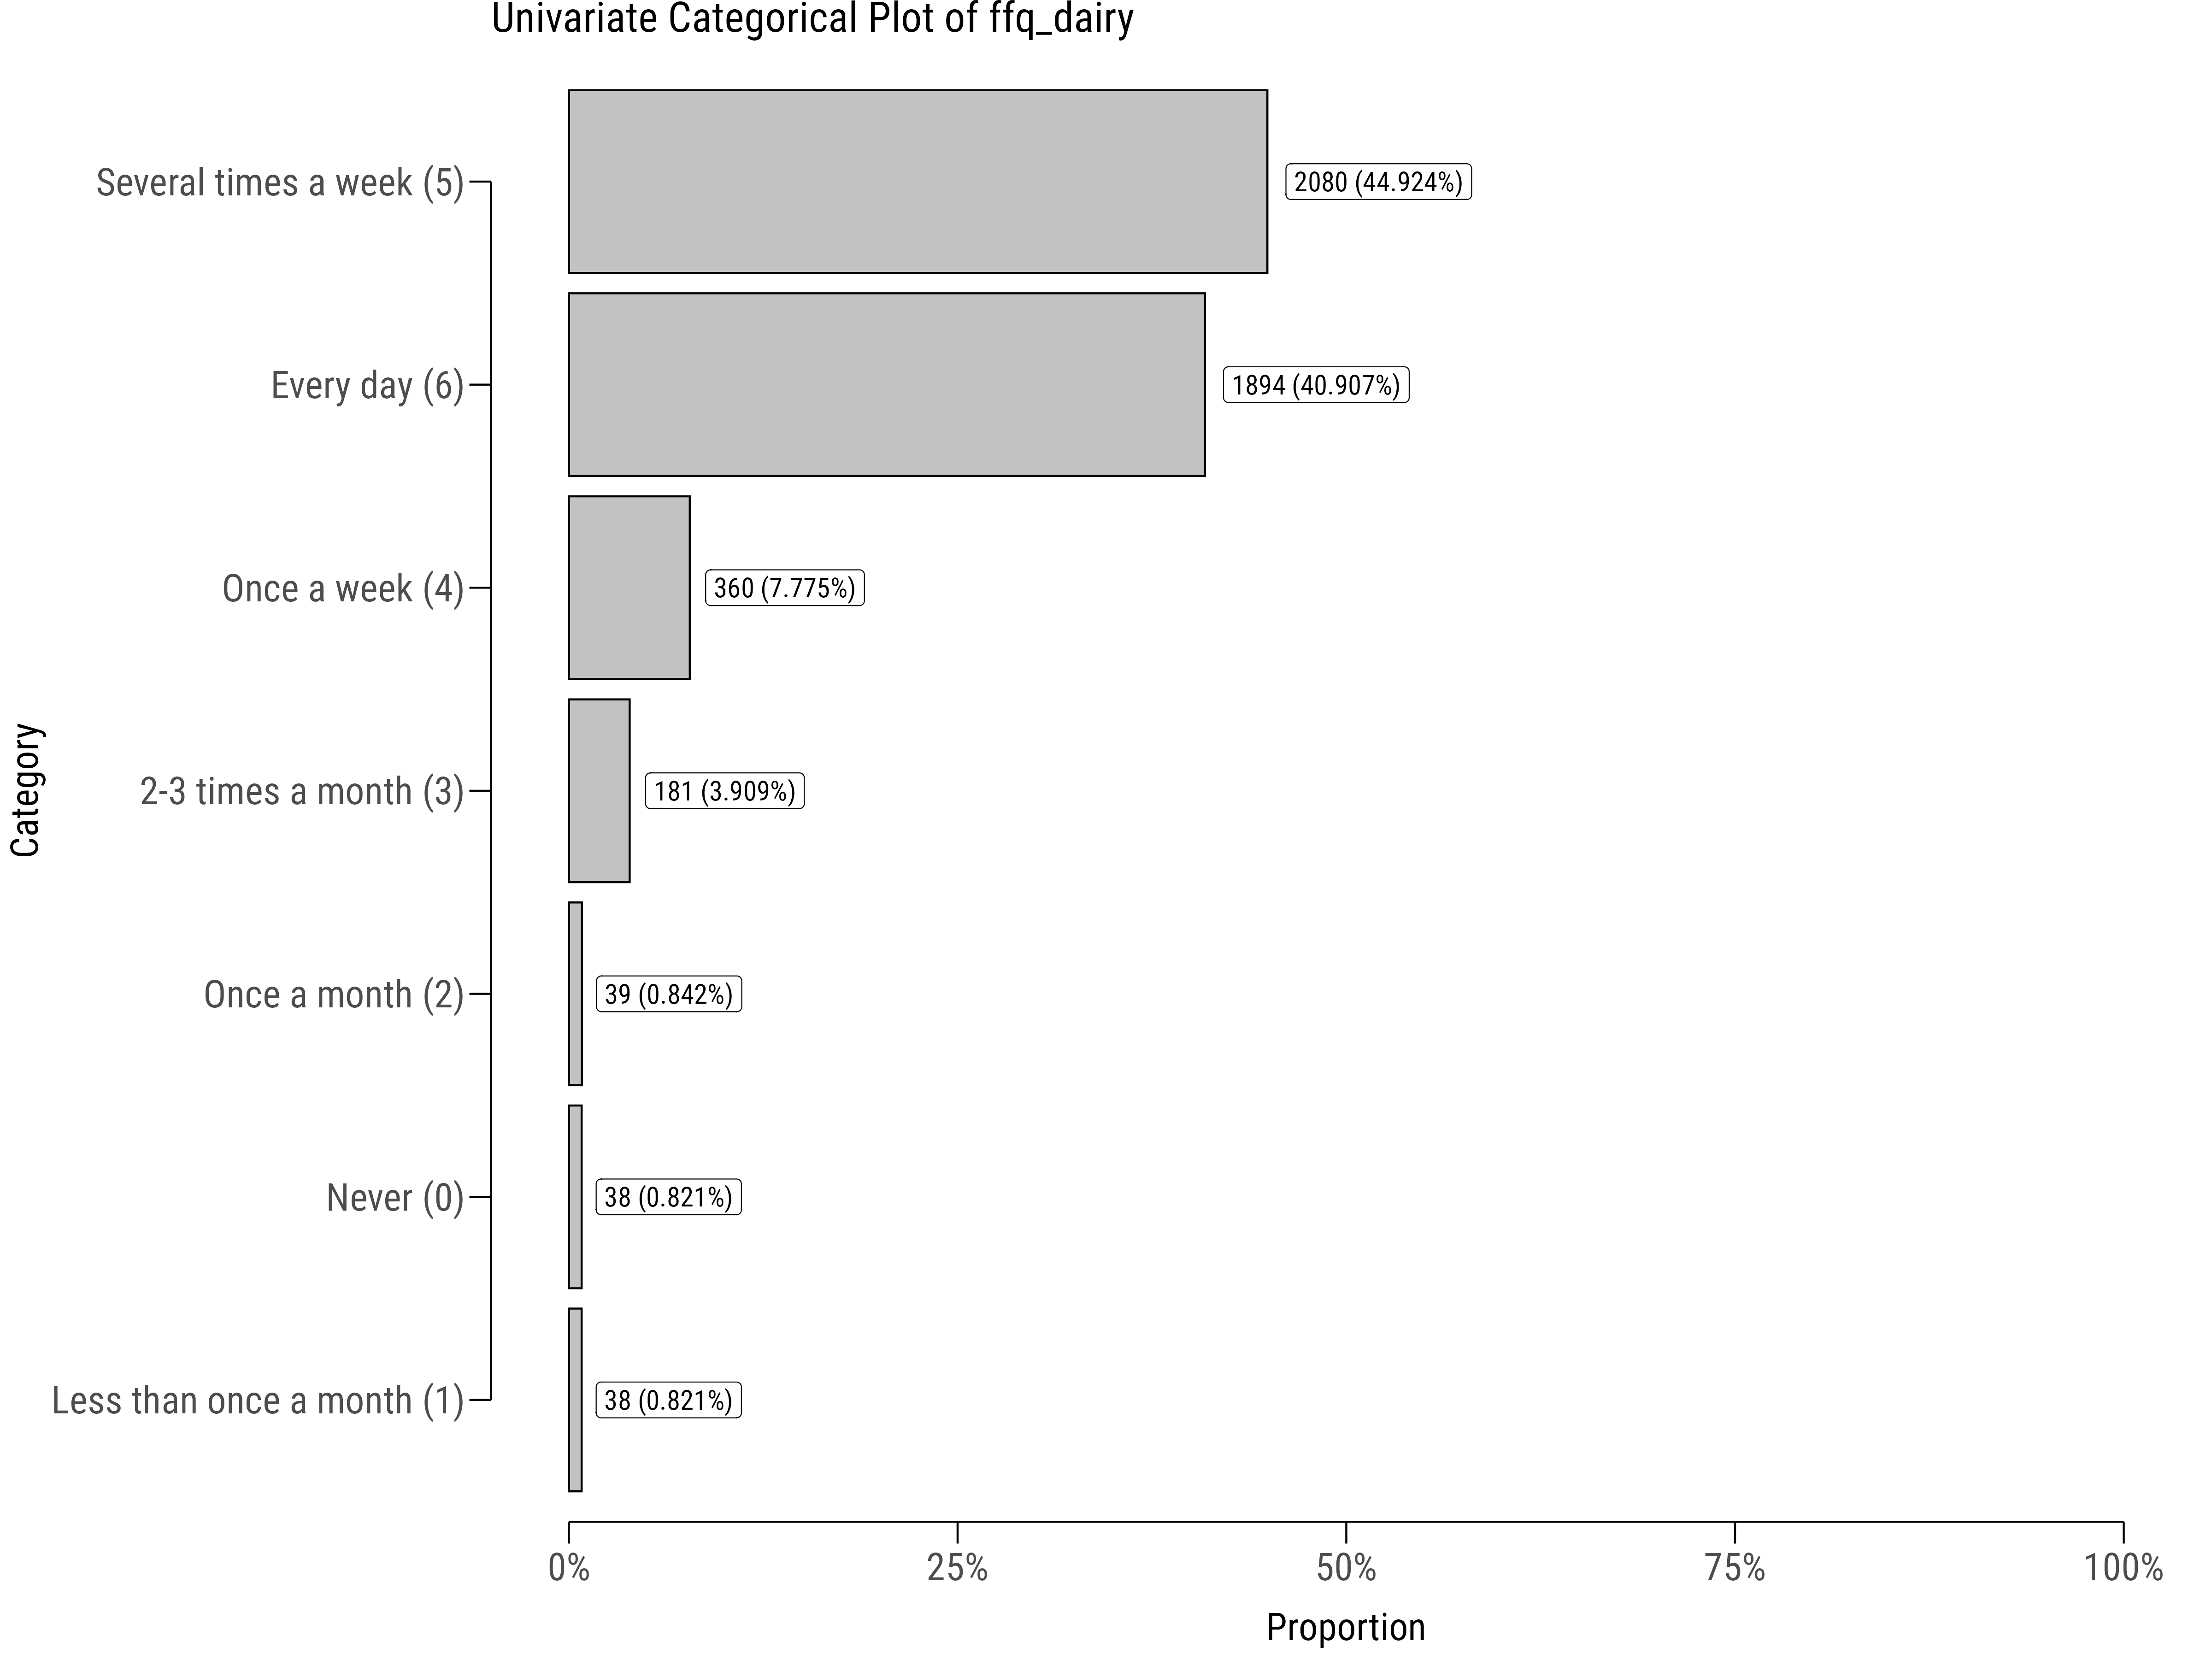 Univariate Categorical Plot of ffq_dairy
Several times a week (5)
2080 (44.924%)
Every day (6)
1894 (40.907%)
Once a week (4)
360 (7.775%)
2-3 times a month (3)
181 (3.909%)
Once a month (2)
39 (0.842%)
Never (0)
38 (0.821%)
Less than once a month (1)
38 (0.821%)
Category
0% 25% 50% 75% 100%
Proportion